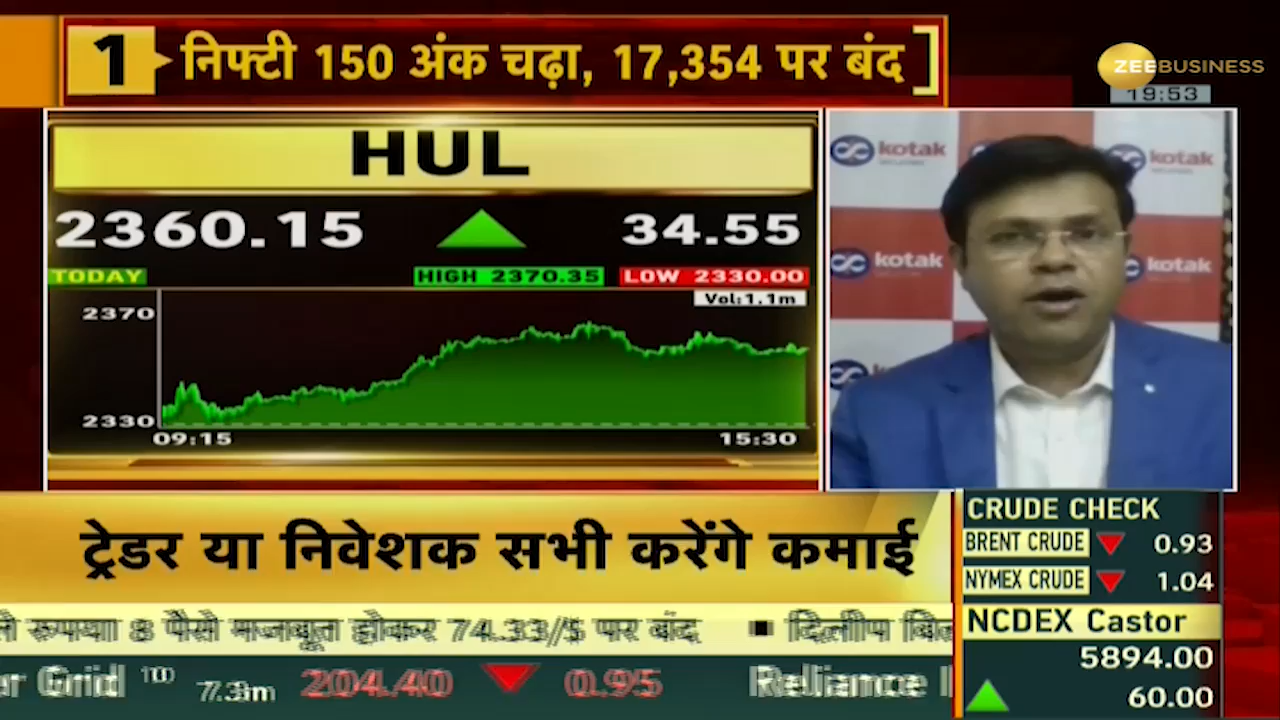 1 निफ्टी 150 अंक चढ़ा, 17,354 पर बंद
ZEEBUSINESS
19:53
HUL
2360.15 34.55
TODAY HIGH 2370.35 LOW 2330.00
Vol:1.1m
2370
2330
09:15 15:30
kotak
kotak
kotak
kotak
ट्रेडर या निवेशक सभी करेंगे कमाई
CRUDE CHECK
BRENT CRUDE 0.93
NYMEX CRUDE 1.04
NCDEX Castor
5894.00
60.00
8 पैसे मजबूत होकर 74.33/$ पर बंद ■ दिलीप
Grid 204.40 0.95 Reliance